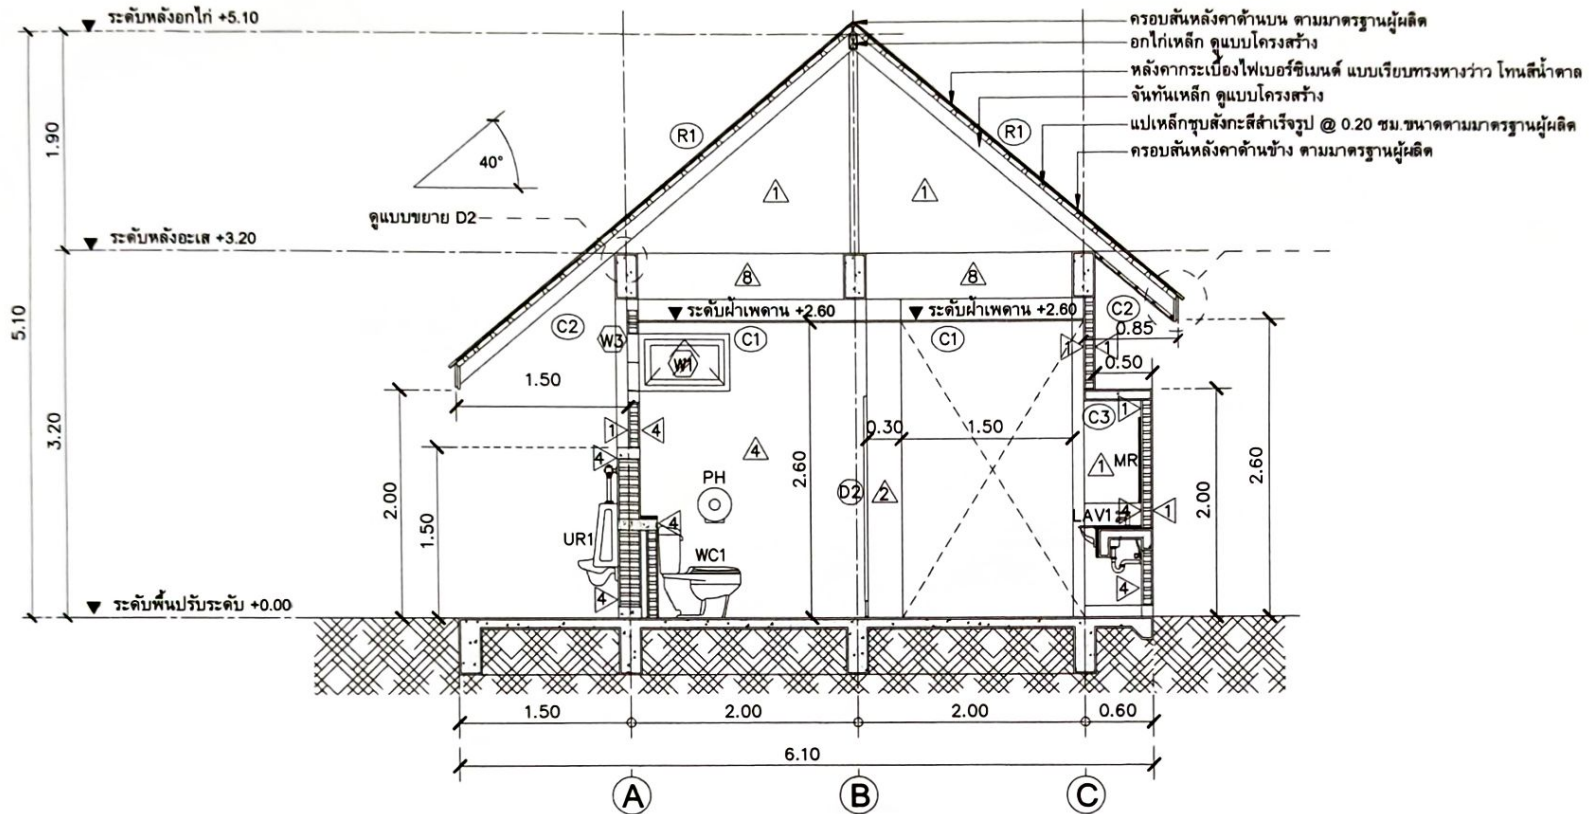 ระดับหลังอกไก่ +5.10
ครอบสันหลังคาด้านบน ตามมาตรฐานผู้ผลิต
อกไก่เหล็ก ดูแบบโครงสร้าง
หลังคากระเบื้องไฟเบอร์ซิเมนต์ แบบเรียบทรงหางว่าว โทนสีน้ำตาล
จันทันเหล็ก ดูแบบโครงสร้าง
แปเหล็กชุบสังกะสีสำเร็จรูป @ 0.20 ซม.ขนาดตามมาตรฐานผู้ผลิต
ครอบสันหลังคาด้านข้าง ตามมาตรฐานผู้ผลิต
1.90
R1
R1
40°
1
1
ดูแบบขยาย D2
ระดับหลังอะเส +3.20
8
8
5.10
ระดับฝ้าเพดาน +2.60
ระดับฝ้าเพดาน +2.60
C2
W3
C1
C1
C2
0.85
W1
1
1
0.50
1.50
3.20
1
4
4
0.30
1.50
C3
1
4
2.60
1
MR
2.60
2.00
1.50
PH
D2
2
2.00
4
LAV1
4
1
UR1
WC1
4
4
ระดับพื้นปรับระดับ +0.00
1.50
2.00
2.00
0.60
6.10
A
B
C